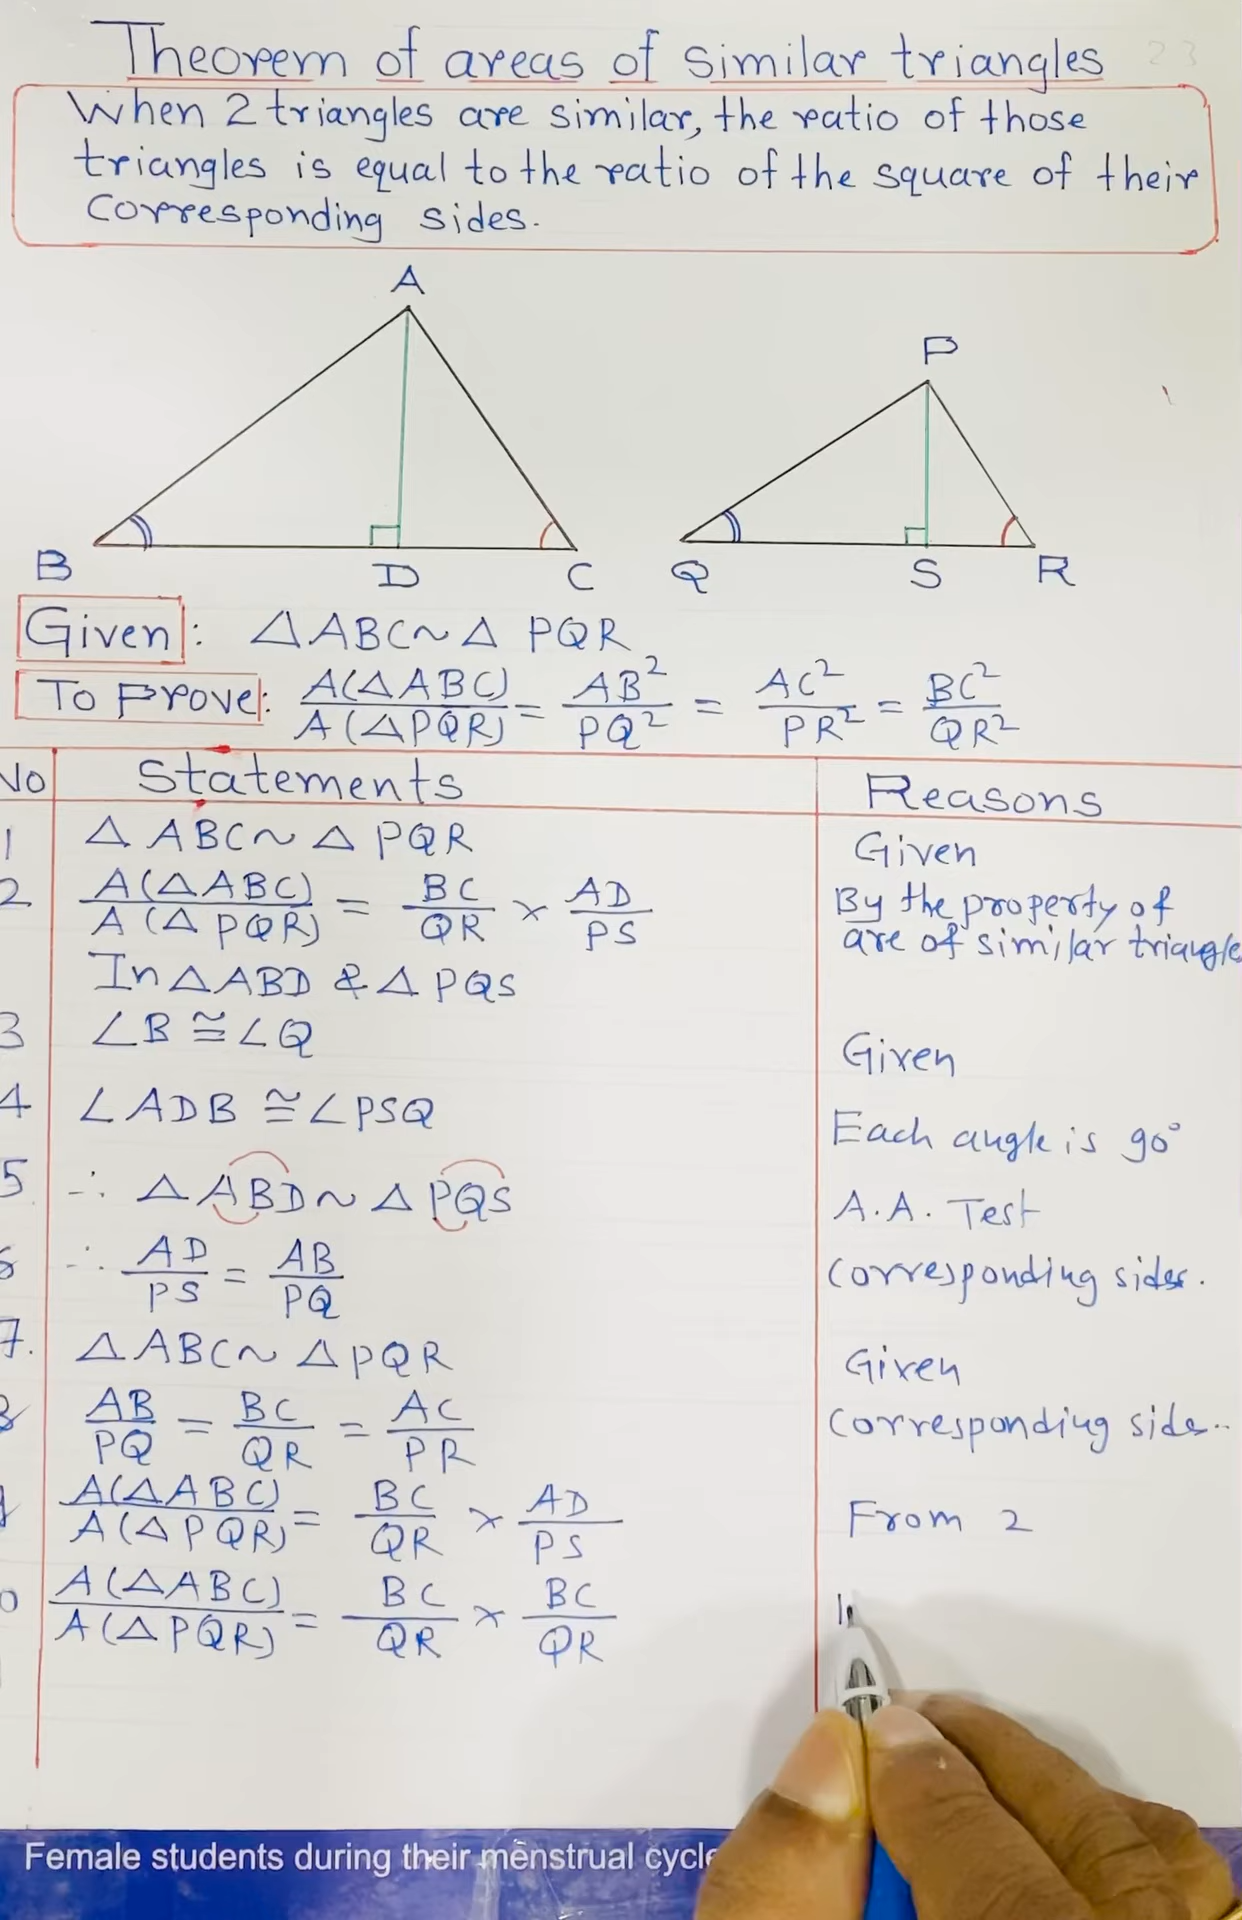 Theorem of areas of similar triangles 23
When 2 triangles are similar, the ratio of those
triangles is equal to the ratio of the square of their
Corresponding sides.
A
P
B D C Q S R
Given : △ABC ~ △ PQR
To Prove : A(△ABC)/A(△PQR) = AB²/PQ² = AC²/PR² = BC²/QR²
No Statements Reasons
1 △ ABC ~ △ PQR Given
2 A(△ABC)/A(△PQR) = BC/QR × AD/PS By the property of
are of similar triangle
In △ABD & △PQS
3 ∠B ≅ ∠Q Given
4 ∠ADB ≅ ∠PSQ Each angle is 90°
5 ∴ △ABD ~ △PQS A.A. Test
6 ∴ AD/PS = AB/PQ Corresponding sides.
7. △ABC ~ △PQR Given
8 AB/PQ = BC/QR = AC/PR Corresponding side..
A(△ABC)/A(△PQR) = BC/QR × AD/PS From 2
0 A(△ABC)/A(△PQR) = BC/QR × BC/QR
Female students during their menstrual cycle